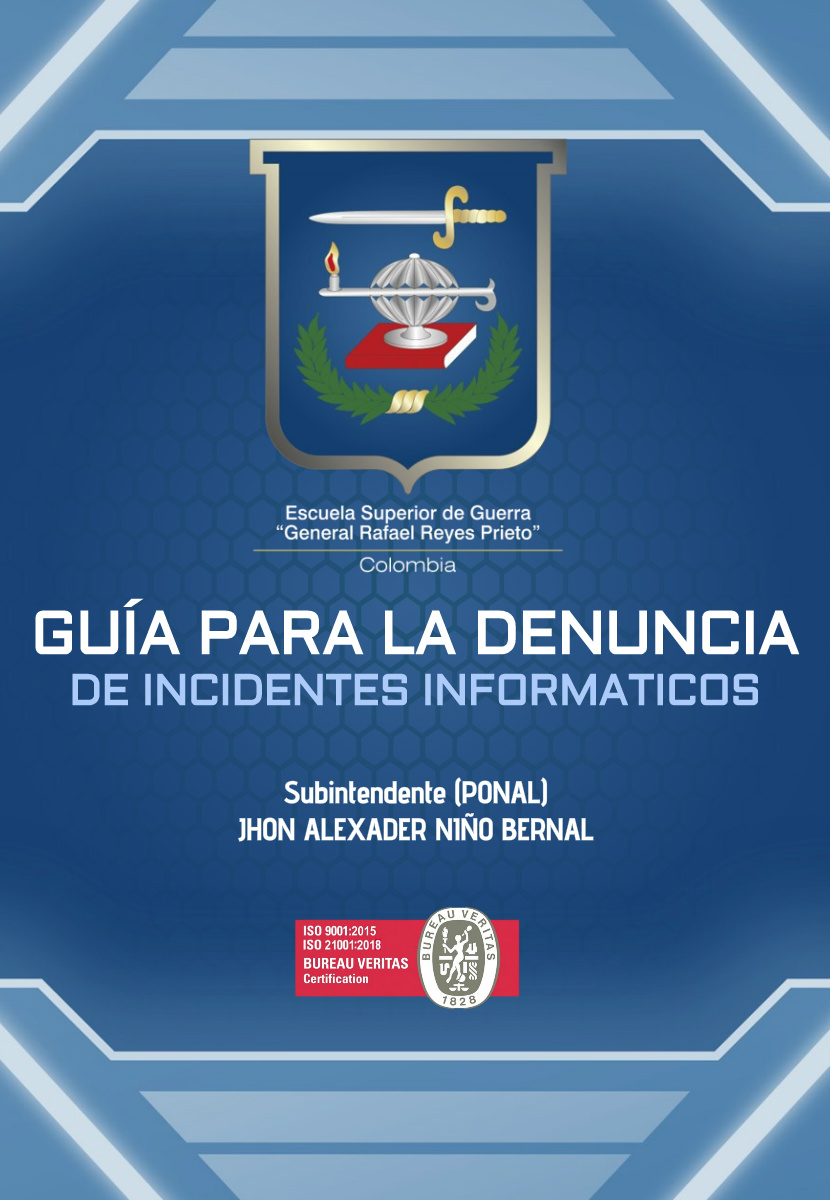 Escuela Superior de Guerra
“General Rafael Reyes Prieto”
Colombia
GUÍA PARA LA DENUNCIA
DE INCIDENTES INFORMATICOS
Subintendente (PONAL)
JHON ALEXADER NIÑO BERNAL
ISO 9001:2015
ISO 21001:2018
BUREAU VERITAS
Certification
BUREAU VERITAS
1828